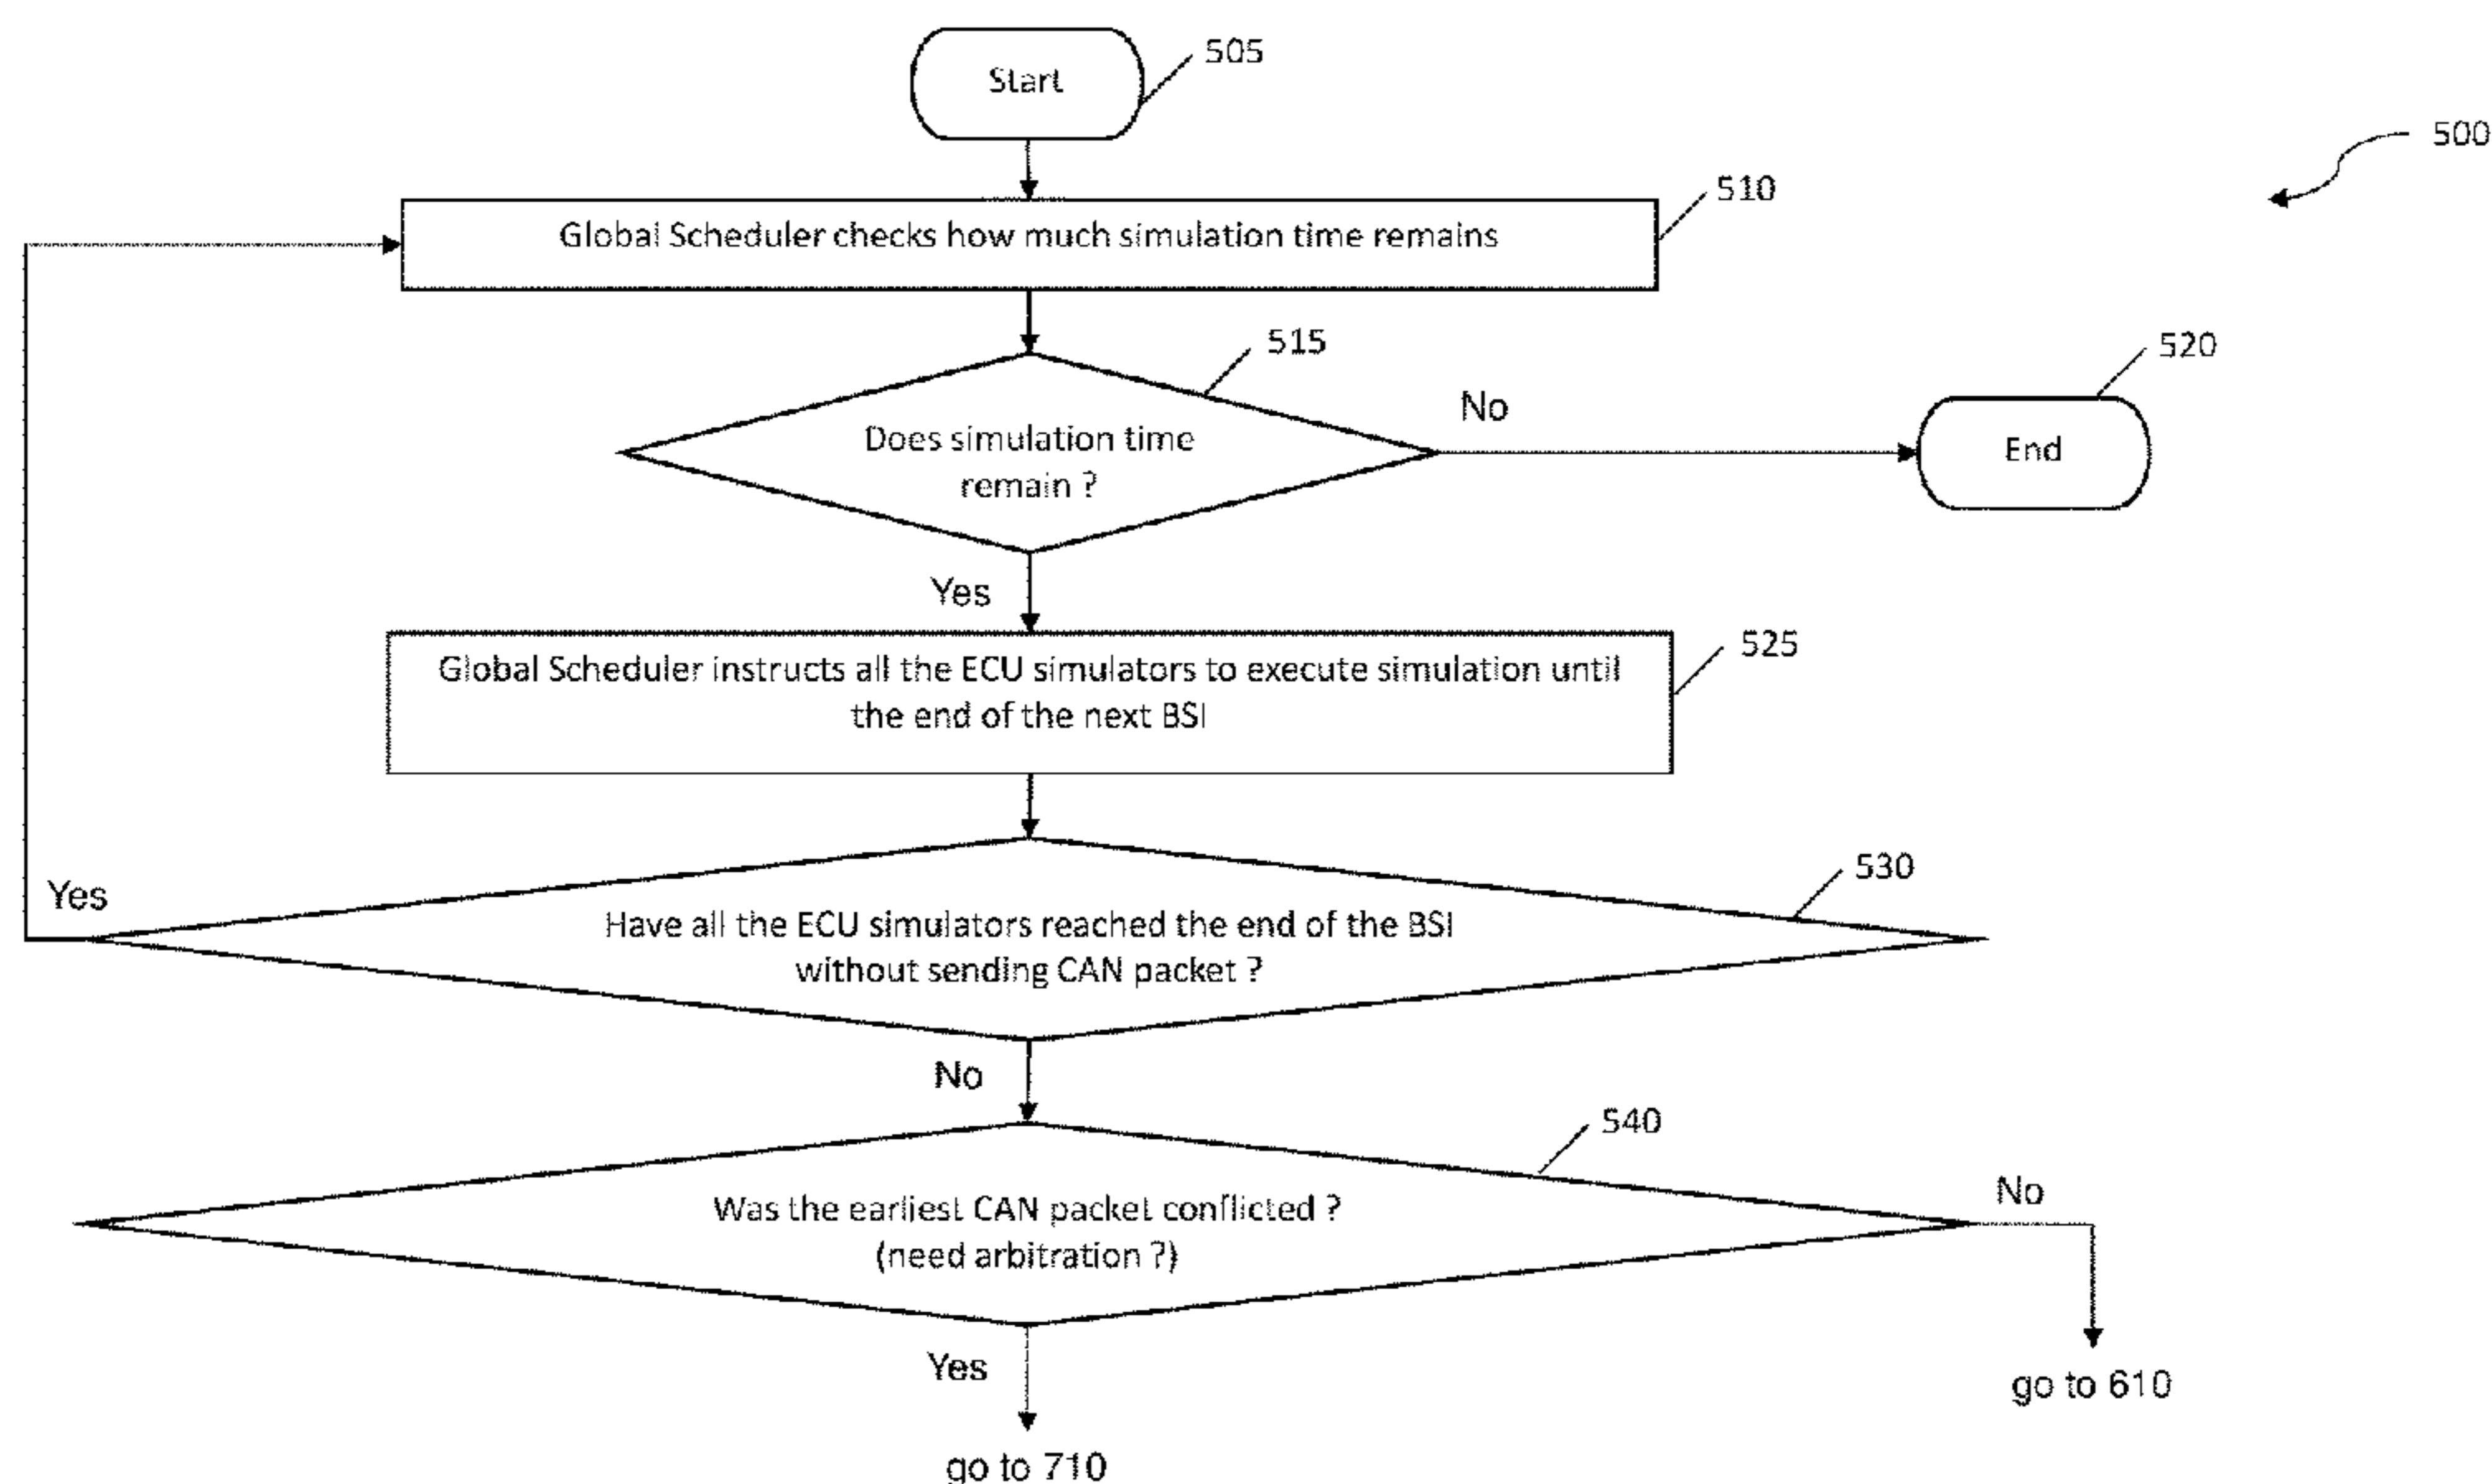 Start
505
500
Global Scheduler checks how much simulation time remains
510
Does simulation time
remain ?
515
No
End
520
Yes
Global Scheduler instructs all the ECU simulators to execute simulation until
the end of the next BSI
525
Yes
Have all the ECU simulators reached the end of the BSI
without sending CAN packet ?
530
No
Was the earliest CAN packet conflicted ?
(need arbitration ?)
540
No
go to 610
Yes
go to 710